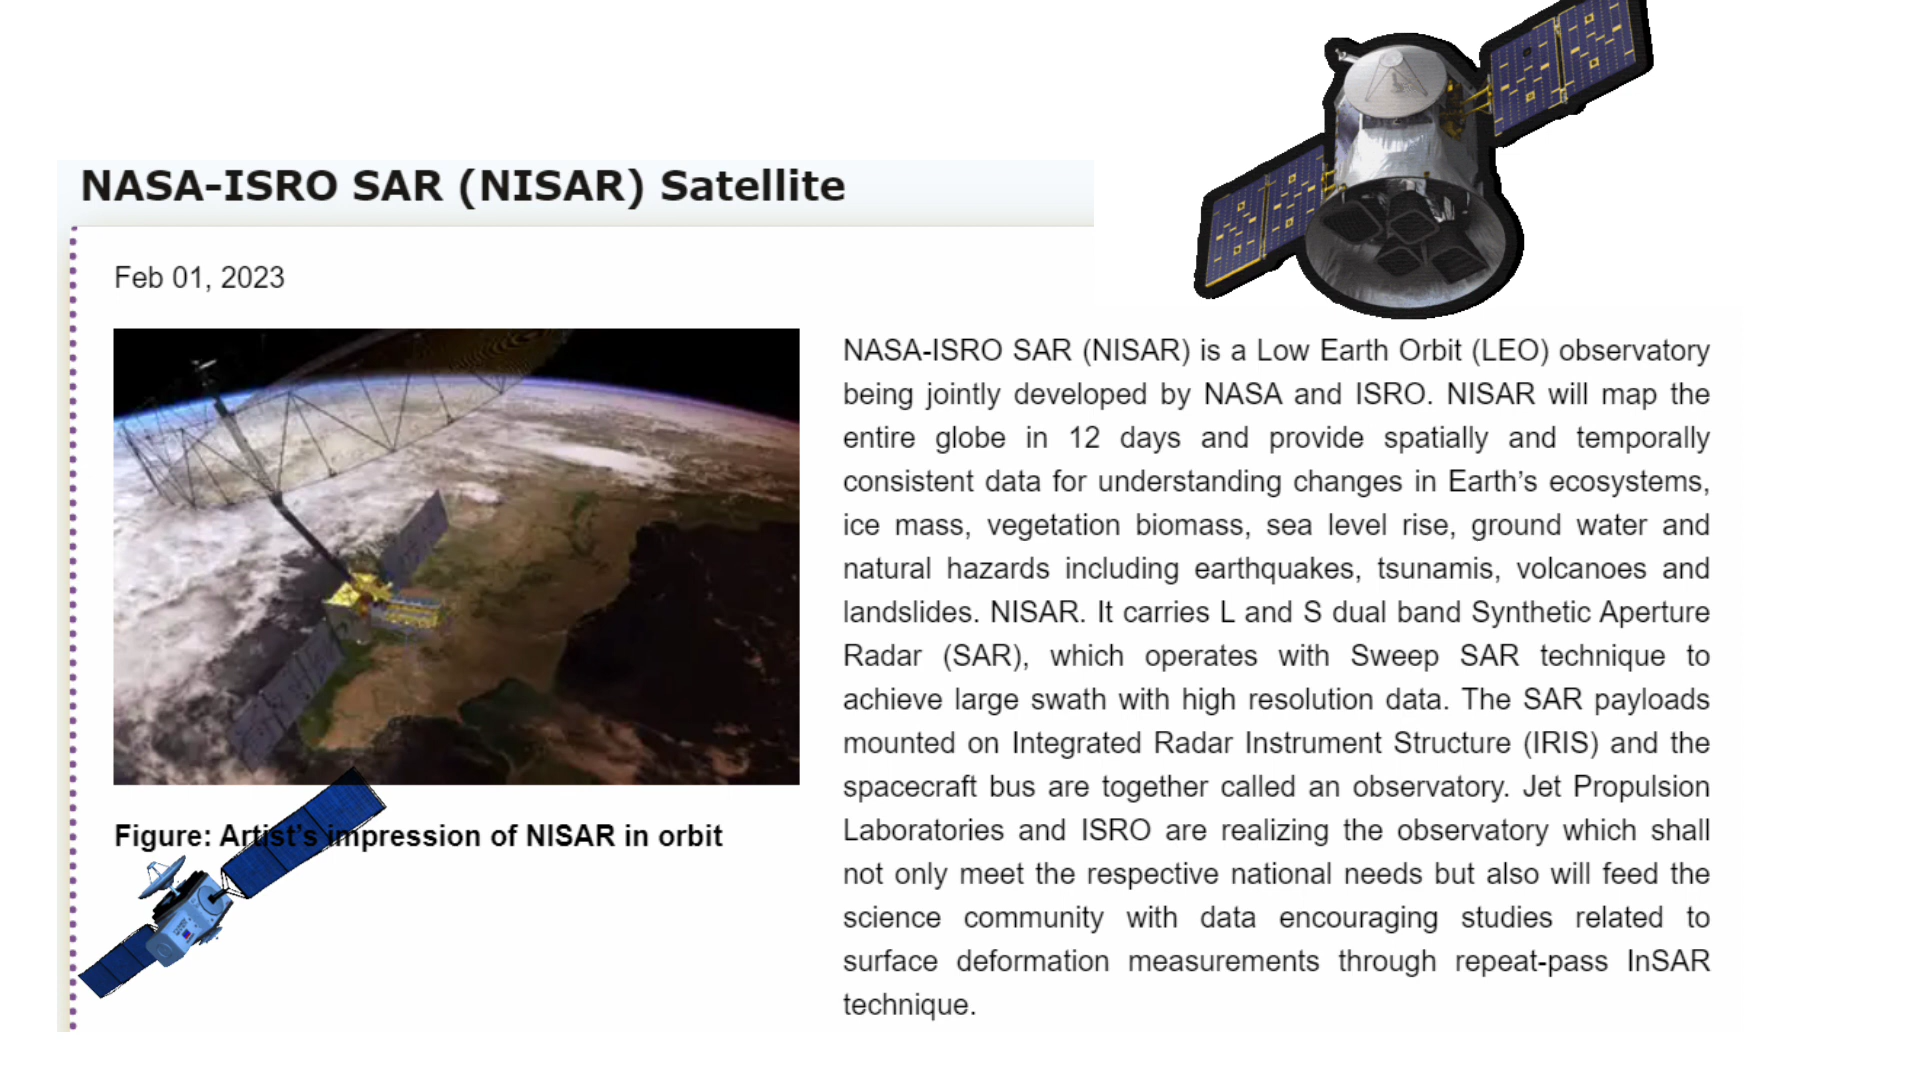 NASA-ISRO SAR (NISAR) Satellite
Feb 01, 2023
Figure: Artist’s impression of NISAR in orbit
NASA-ISRO SAR (NISAR) is a Low Earth Orbit (LEO) observatory
being jointly developed by NASA and ISRO. NISAR will map the
entire globe in 12 days and provide spatially and temporally
consistent data for understanding changes in Earth’s ecosystems,
ice mass, vegetation biomass, sea level rise, ground water and
natural hazards including earthquakes, tsunamis, volcanoes and
landslides. NISAR. It carries L and S dual band Synthetic Aperture
Radar (SAR), which operates with Sweep SAR technique to
achieve large swath with high resolution data. The SAR payloads
mounted on Integrated Radar Instrument Structure (IRIS) and the
spacecraft bus are together called an observatory. Jet Propulsion
Laboratories and ISRO are realizing the observatory which shall
not only meet the respective national needs but also will feed the
science community with data encouraging studies related to
surface deformation measurements through repeat-pass InSAR
technique.